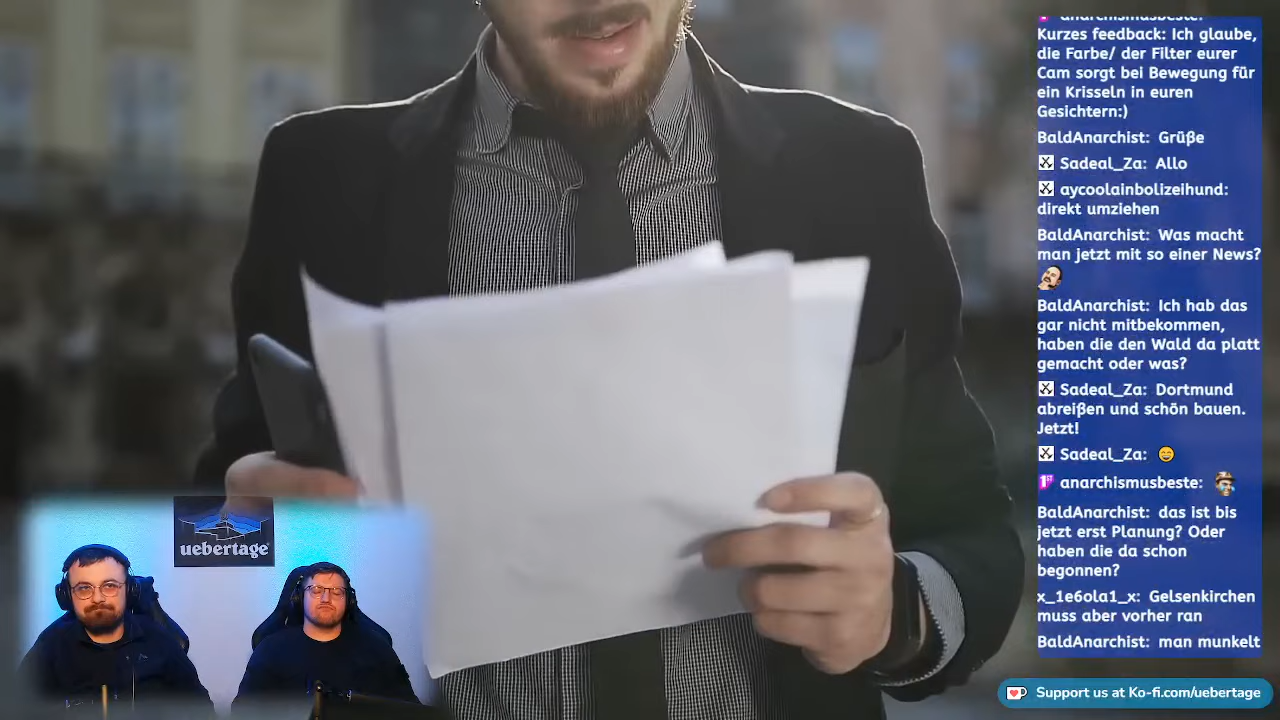 anarchismusbeste:
Kurzes feedback: Ich glaube,
die Farbe/ der Filter eurer
Cam sorgt bei Bewegung für
ein Krisseln in euren
Gesichtern:)
BaldAnarchist: Grüße
Sadeal_Za: Allo
aycoolainbolizeihund:
direkt umziehen
BaldAnarchist: Was macht
man jetzt mit so einer News?
BaldAnarchist: Ich hab das
gar nicht mitbekommen,
haben die den Wald da platt
gemacht oder was?
Sadeal_Za: Dortmund
abreißen und schön bauen.
Jetzt!
Sadeal_Za: 😄
anarchismusbeste:
BaldAnarchist: das ist bis
jetzt erst Planung? Oder
haben die da schon
begonnen?
x_1e6ola1_x: Gelsenkirchen
muss aber vorher ran
BaldAnarchist: man munkelt
uebertage
Support us at Ko-fi.com/uebertage